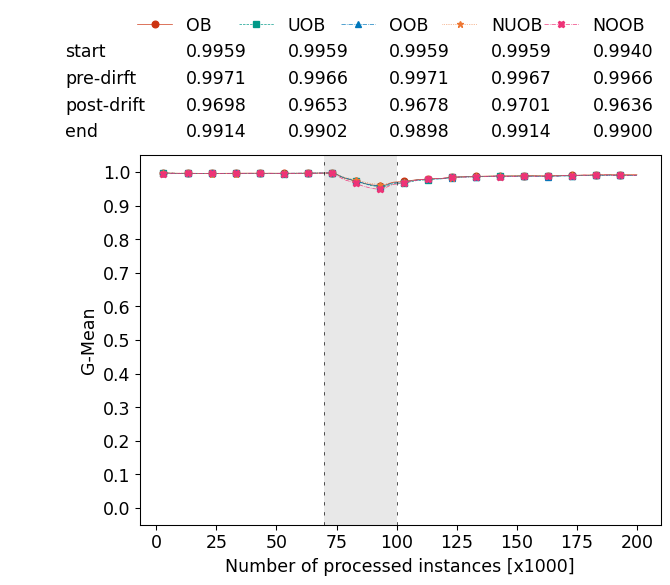 OB UOB OOB NUOB NOOB
start 0.9959 0.9959 0.9959 0.9959 0.9940
pre-dirft 0.9971 0.9966 0.9971 0.9967 0.9966
post-drift 0.9698 0.9653 0.9678 0.9701 0.9636
end 0.9914 0.9902 0.9898 0.9914 0.9900
1.0
0.9
0.8
0.7
0.6
0.5
0.4
0.3
0.2
0.1
0.0
G-Mean
0 25 50 75 100 125 150 175 200
Number of processed instances [x1000]